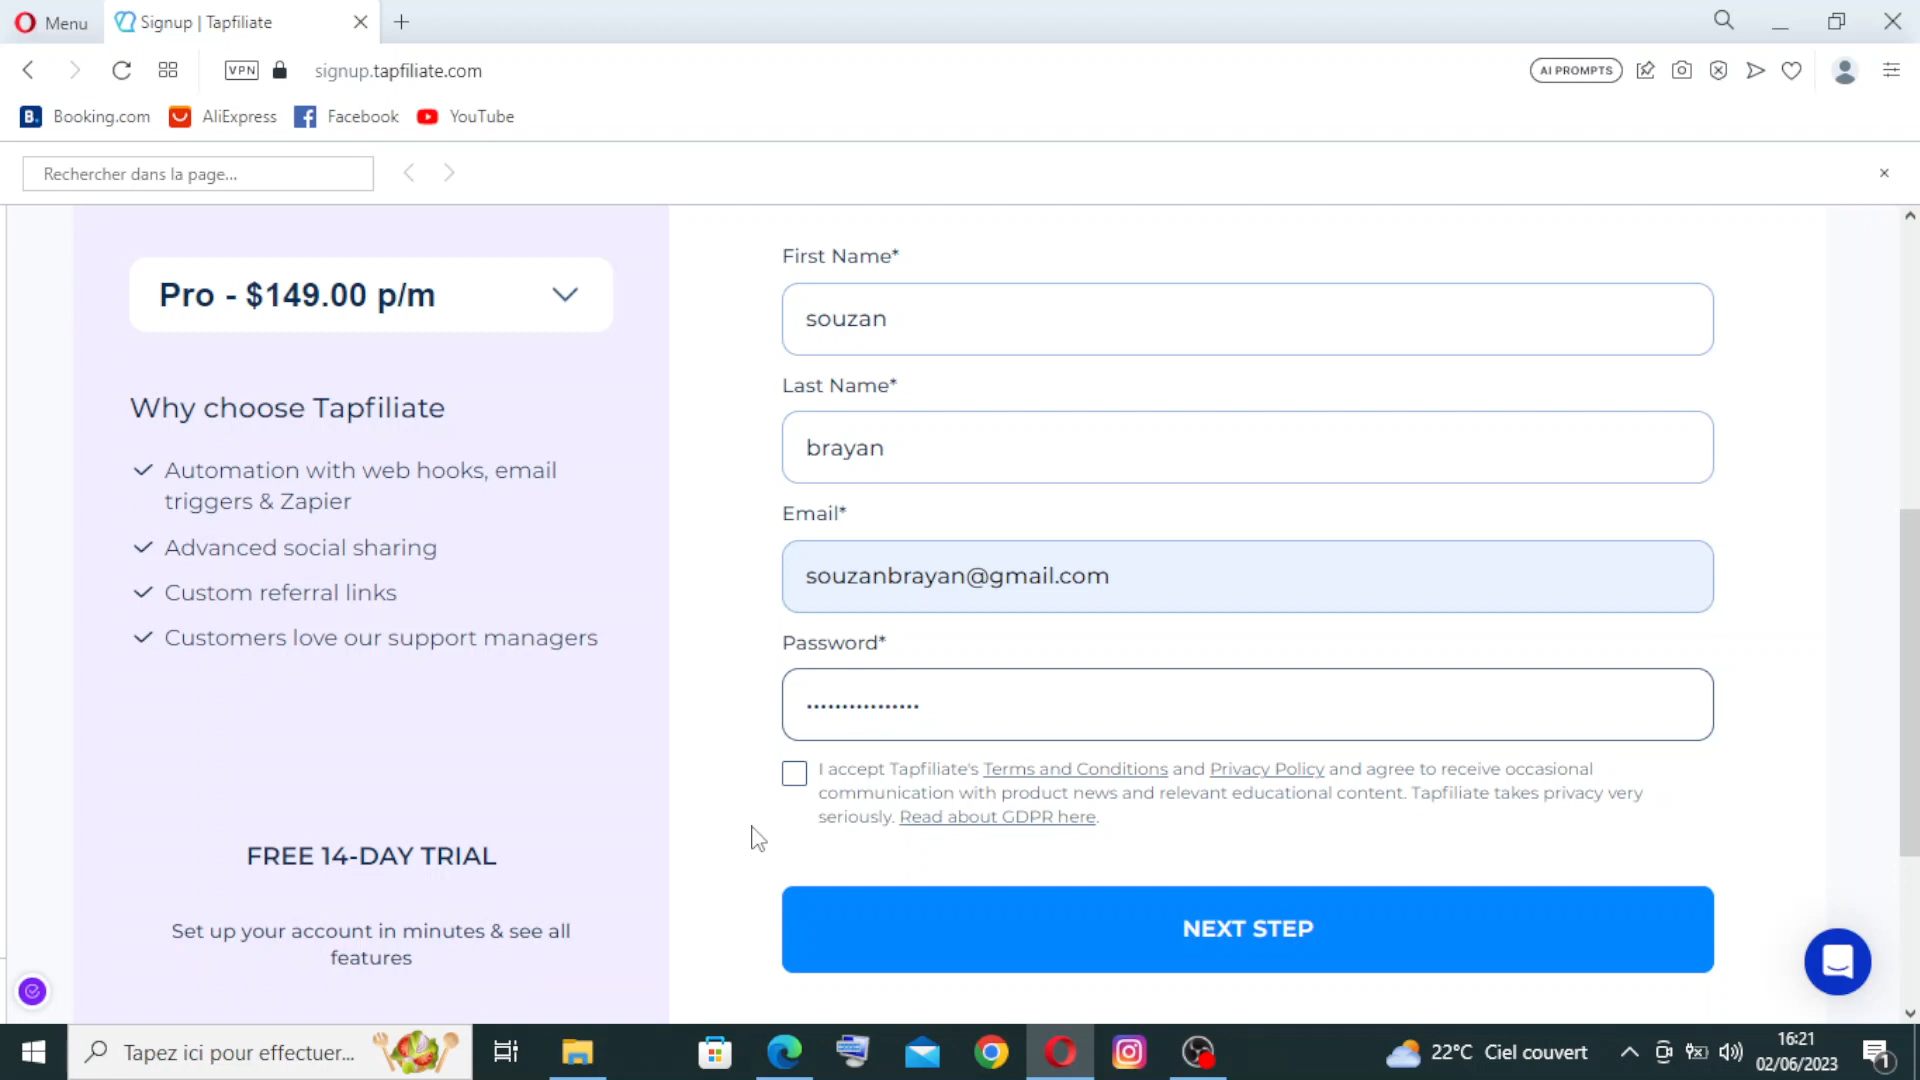 Menu
Signup | Tapfiliate
VPN
signup.tapfiliate.com
AI PROMPTS
B.
Booking.com
AliExpress
Facebook
YouTube
Rechercher dans la page...
Pro - $149.00 p/m
Why choose Tapfiliate
Automation with web hooks, email
triggers & Zapier
Advanced social sharing
Custom referral links
Customers love our support managers
FREE 14-DAY TRIAL
Set up your account in minutes & see all
features
First Name*
souzan
Last Name*
brayan
Email*
souzanbrayan@gmail.com
Password*
I accept Tapfiliate's Terms and Conditions and Privacy Policy and agree to receive occasional
communication with product news and relevant educational content. Tapfiliate takes privacy very
seriously. Read about GDPR here.
NEXT STEP
Tapez ici pour effectuer...
22°C Ciel couvert
16:21
02/06/2023
1